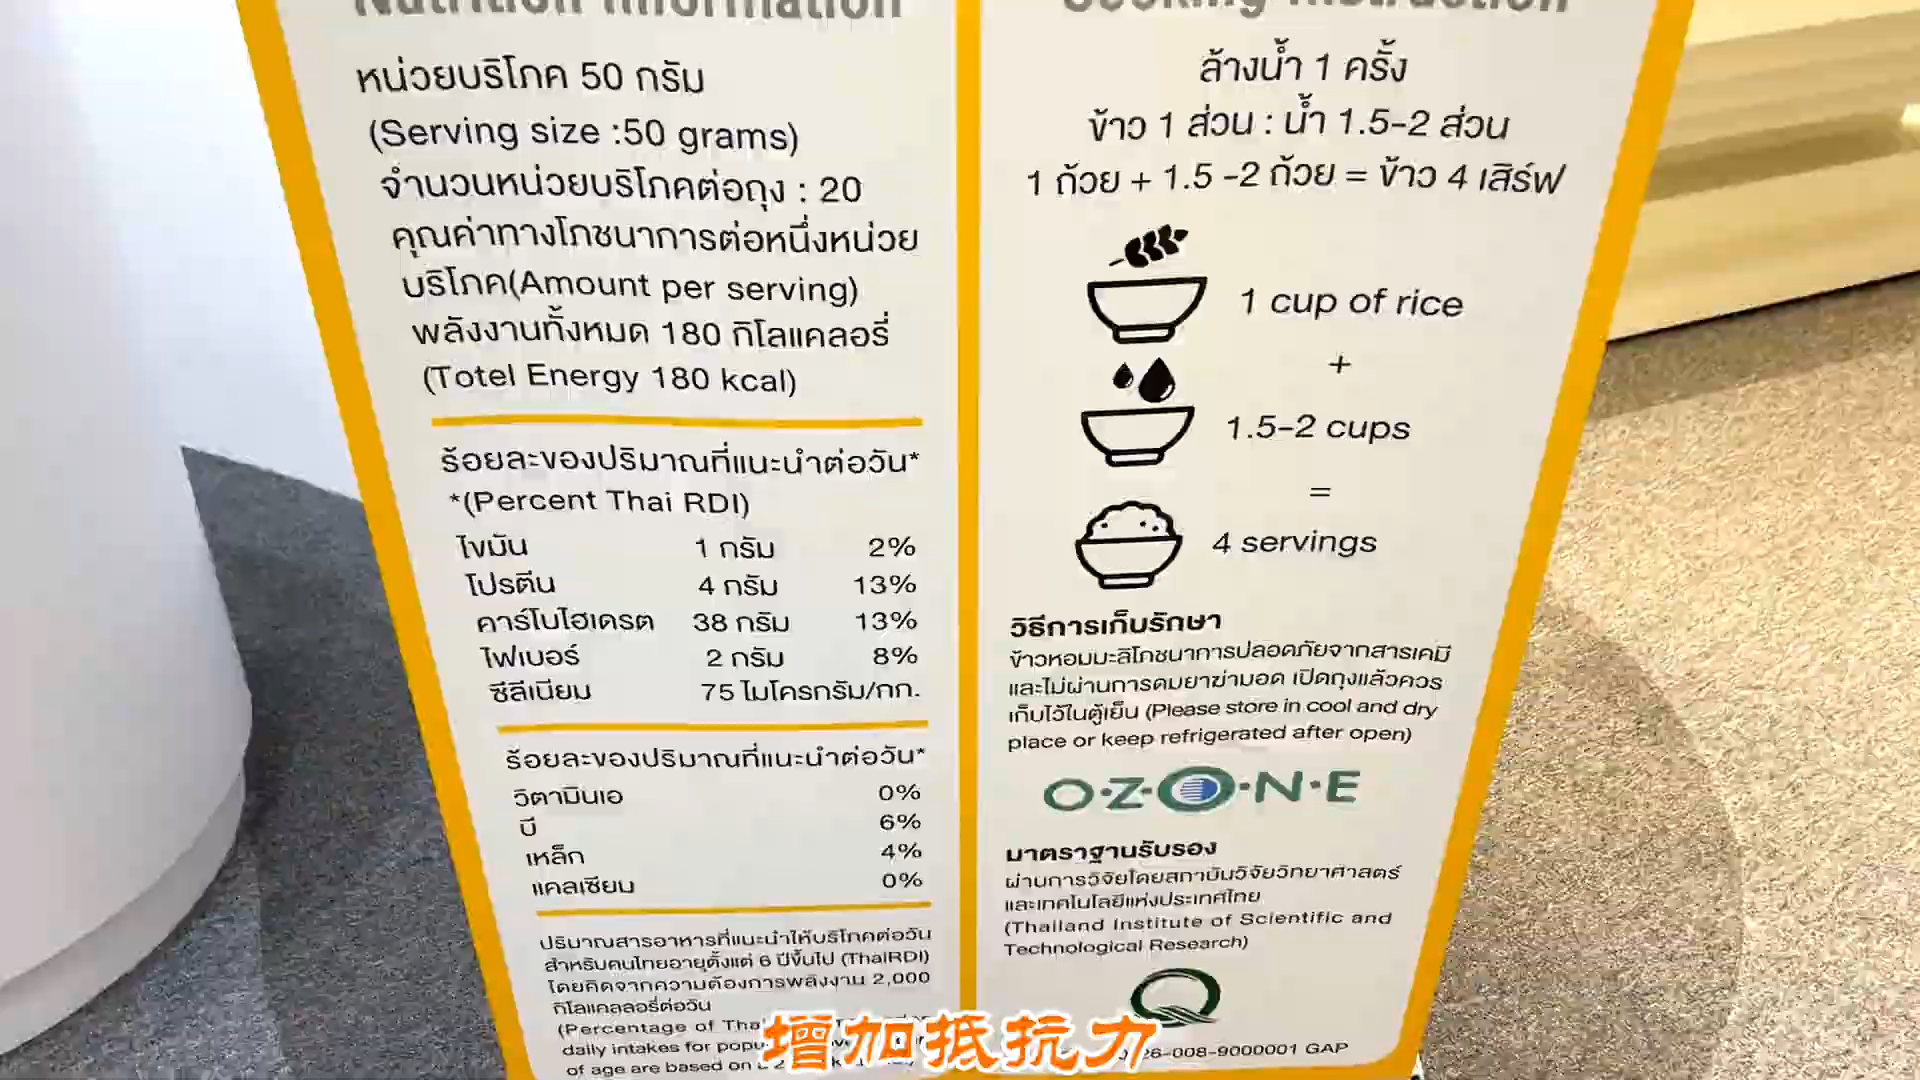 Nutrition Information
หน่วยบริโภค 50 กรัม
(Serving size :50 grams)
จำนวนหน่วยบริโภคต่อถุง : 20
คุณค่าทางโภชนาการต่อหนึ่งหน่วย
บริโภค(Amount per serving)
พลังงานทั้งหมด 180 กิโลแคลอรี่
(Totel Energy 180 kcal)
ร้อยละของปริมาณที่แนะนำต่อวัน*
*(Percent Thai RDI)
ไขมัน 1 กรัม 2%
โปรตีน 4 กรัม 13%
คาร์โบไฮเดรต 38 กรัม 13%
ไฟเบอร์ 2 กรัม 8%
ซีลีเนียม 75 ไมโครกรัม/กก.
ร้อยละของปริมาณที่แนะนำต่อวัน*
วิตามินเอ 0%
บี 6%
เหล็ก 4%
แคลเซียม 0%
ปริมาณสารอาหารที่แนะนำให้บริโภคต่อวัน
สำหรับคนไทยอายุตั้งแต่ 6 ปีขึ้นไป (ThaiRDI)
โดยคิดจากความต้องการพลังงาน 2,000
กิโลแคลลอรี่ต่อวัน
(Percentage of
daily intakes for
of age are based on
Cooking Instruction
ล้างน้ำ 1 ครั้ง
ข้าว 1 ส่วน : น้ำ 1.5-2 ส่วน
1 ถ้วย + 1.5 -2 ถ้วย = ข้าว 4 เสิร์ฟ
1 cup of rice
+
1.5-2 cups
=
4 servings
วิธีการเก็บรักษา
ข้าวหอมมะลิโภชนาการปลอดภัยจากสารเคมี
และไม่ผ่านการดมยาฆ่ามอด เปิดถุงแล้วควร
เก็บไว้ในตู้เย็น (Please store in cool and dry
place or keep refrigerated after open)
O·Z·O·N·E
มาตราฐานรับรอง
ผ่านการวิจัยโดยสถาบันวิจัยวิทยาศาสตร์
และเทคโนโลยีแห่งประเทศไทย
(Thailand Institute of Scientific and
Technological Research)
Q
26-008-9000001 GAP
增加抵抗力